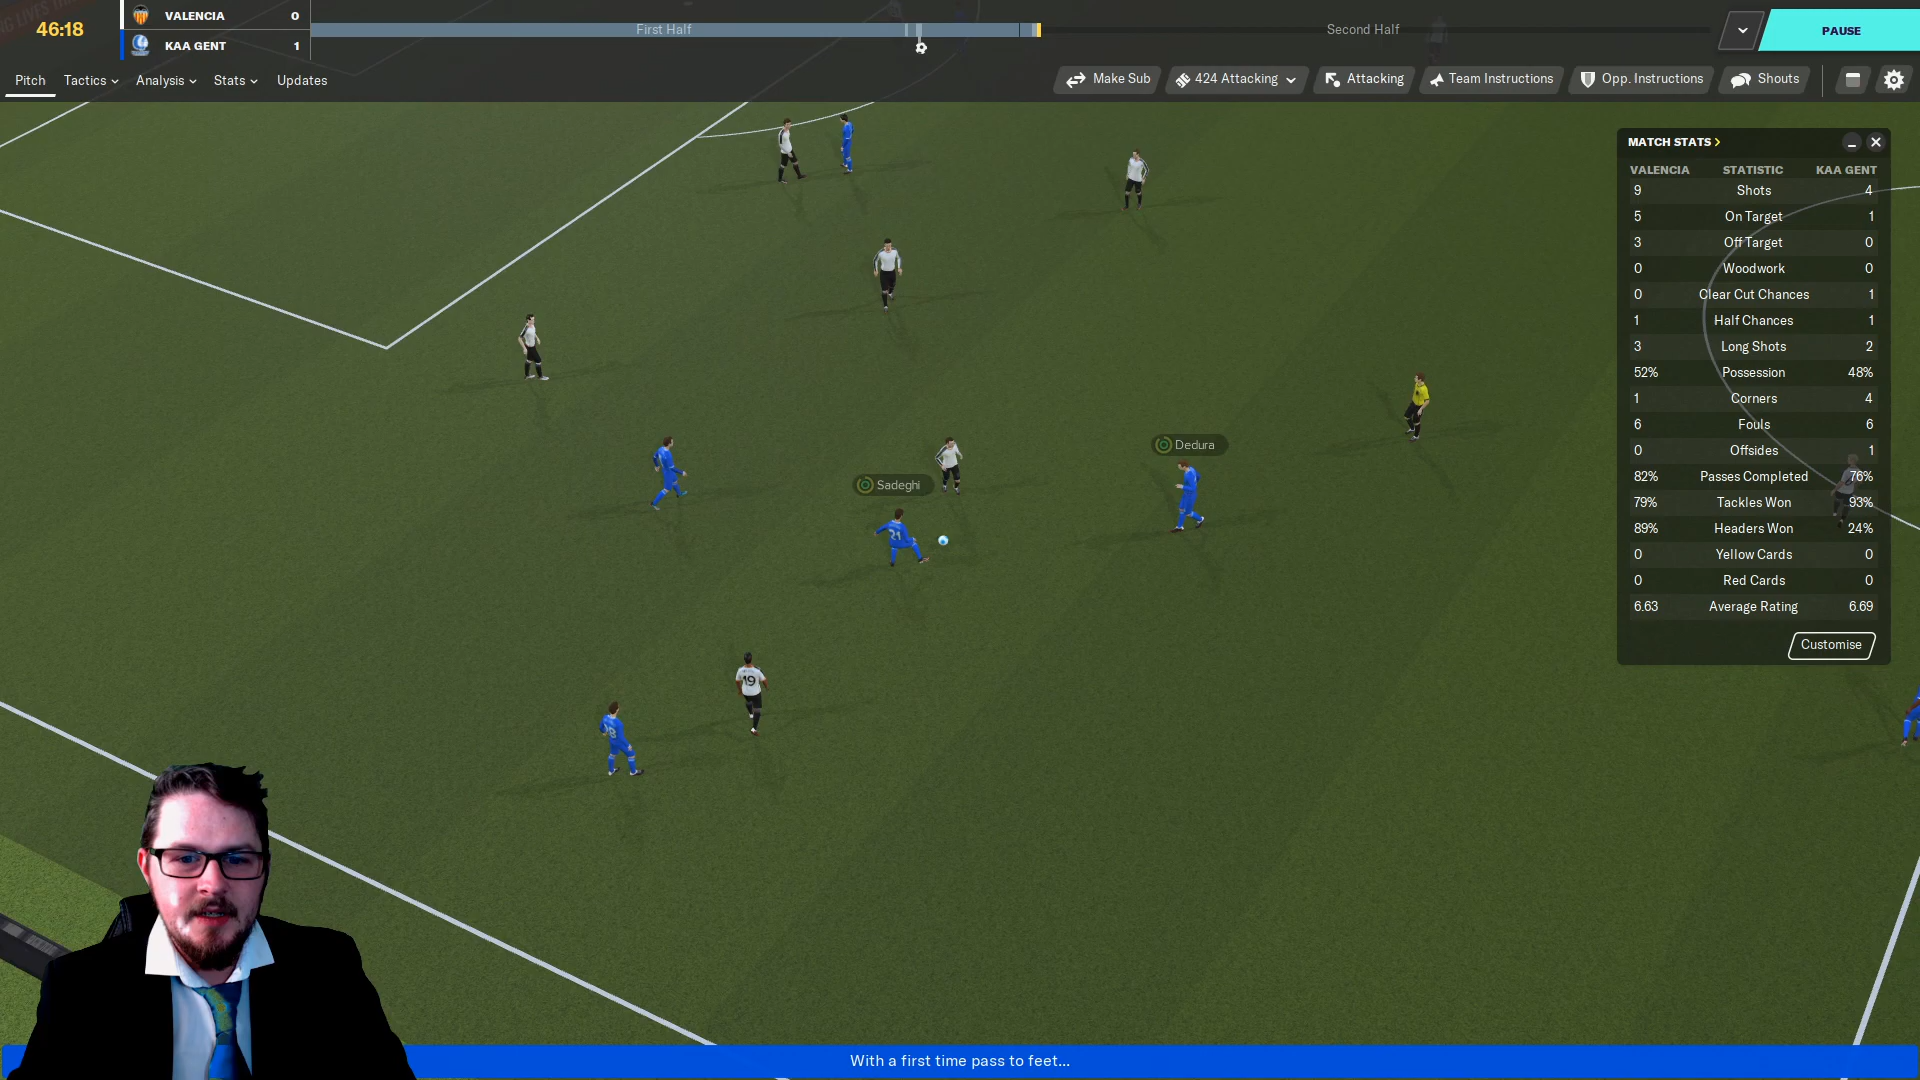 46:18
VALENCIA 0
KAA GENT 1
First Half
Second Half
PAUSE
Pitch
Tactics
Analysis
Stats
Updates
Make Sub
424 Attacking
Attacking
Team Instructions
Opp. Instructions
Shouts
MATCH STATS
VALENCIA STATISTIC KAA GENT
9 Shots 4
5 On Target 1
3 Off Target 0
0 Woodwork 0
0 Clear Cut Chances 1
1 Half Chances 1
3 Long Shots 2
52% Possession 48%
1 Corners 4
6 Fouls 6
0 Offsides 1
82% Passes Completed 76%
79% Tackles Won 93%
89% Headers Won 24%
0 Yellow Cards 0
0 Red Cards 0
6.63 Average Rating 6.69
Customise
Dedura
Sadeghi
21
19
With a first time pass to feet...